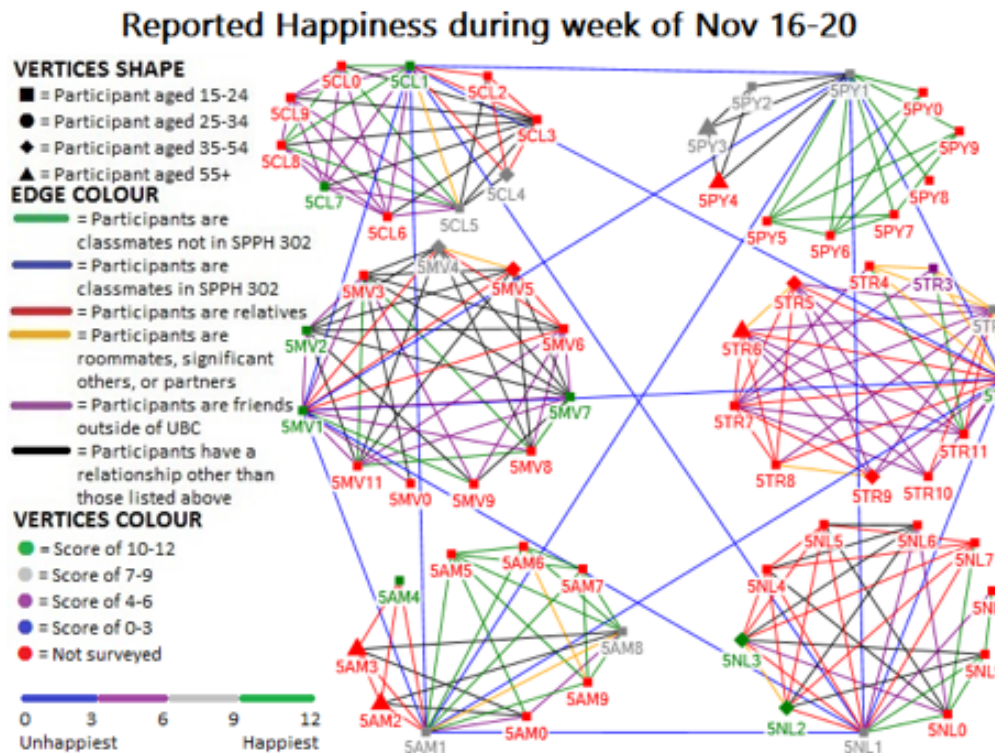 Reported Happiness during week of Nov 16-20
VERTICES SHAPE
= Participant aged 15-24
= Participant aged 25-34
= Participant aged 35-54
= Participant aged 55+
EDGE COLOUR
= Participants are
classmates not in SPPH 302
= Participants are
classmates in SPPH 302
= Participants are relatives
= Participants are
roommates, significant
others, or partners
= Participants are friends
outside of UBC
= Participants have a
relationship other than
those listed above
VERTICES COLOUR
= Score of 10-12
= Score of 7-9
= Score of 4-6
= Score of 0-3
= Not surveyed
0 3 6 9 12
Unhappiest Happiest
5CL0
5CL1
5CL2
5CL9
5CL3
5CL8
5CL4
5CL7
5CL5
5CL6
5PY2
5PY1
5PY0
5PY3
5PY9
5PY4
5PY8
5PY5
5PY7
5PY6
5MV4
5MV3
5MV5
5MV2
5MV6
5MV1
5MV7
5MV11
5MV8
5MV0
5MV9
5TR4
5TR3
5TR5
5TR6
5TR7
5TR11
5TR8
5TR9
5TR10
5AM6
5AM5
5AM7
5AM4
5AM8
5AM3
5AM9
5AM2
5AM0
5AM1
5NL5
5NL6
5NL7
5NL4
5NL3
5NL2
5NL0
5NL1